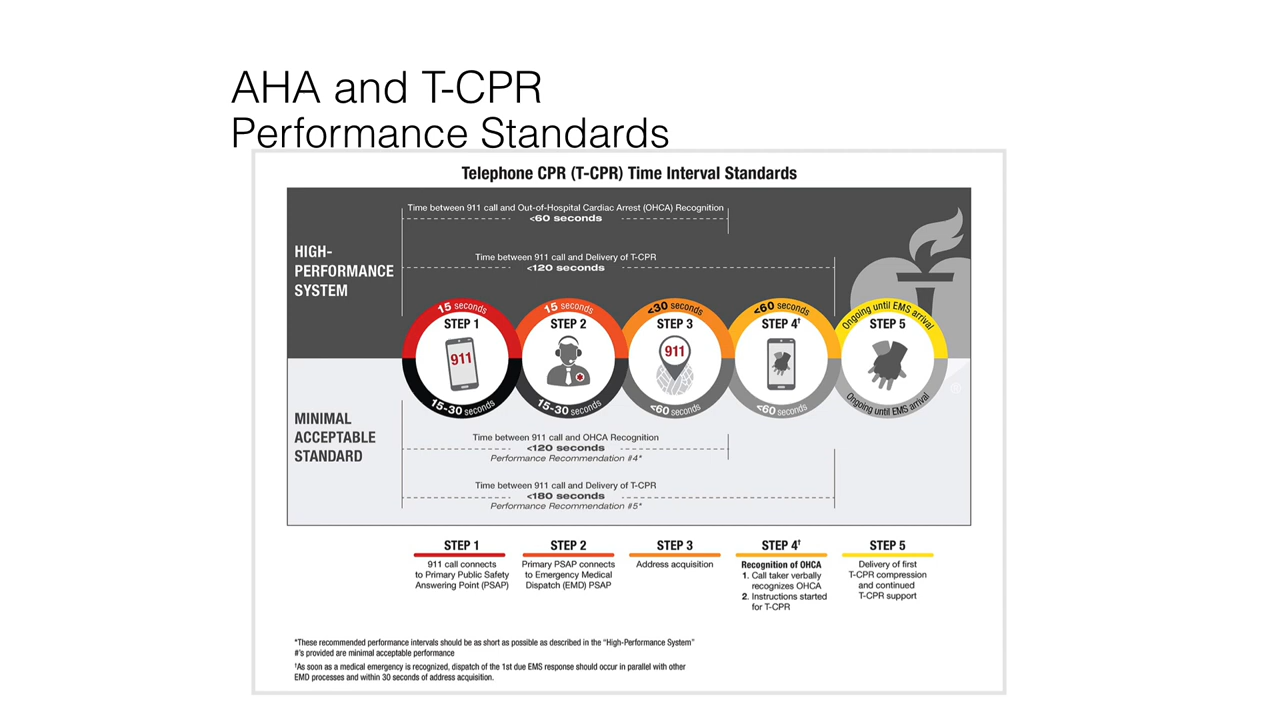 AHA and T-CPR
Performance Standards
Telephone CPR (T-CPR) Time Interval Standards
Time between 911 call and Out-of-Hospital Cardiac Arrest (OHCA) Recognition
<60 seconds
HIGH-
PERFORMANCE
SYSTEM
Time between 911 call and Delivery of T-CPR
<120 seconds
15 seconds
15 seconds
<30 seconds
<60 seconds
Ongoing until EMS arrival
STEP 1
STEP 2
STEP 3
STEP 4†
STEP 5
911
911
15-30 seconds
15-30 seconds
<60 seconds
<60 seconds
Ongoing until EMS arrival
MINIMAL
ACCEPTABLE
STANDARD
Time between 911 call and OHCA Recognition
<120 seconds
Performance Recommendation #4*
Time between 911 call and Delivery of T-CPR
<180 seconds
Performance Recommendation #5*
STEP 1
911 call connects
to Primary Public Safety
Answering Point (PSAP)
STEP 2
Primary PSAP connects
to Emergency Medical
Dispatch (EMD) PSAP
STEP 3
Address acquisition
STEP 4†
Recognition of OHCA
1. Call taker verbally
recognizes OHCA
2. Instructions started
for T-CPR
STEP 5
Delivery of first
T-CPR compression
and continued
T-CPR support
*These recommended performance intervals should be as short as possible as described in the “High-Performance System”
#’s provided are minimal acceptable performance
†As soon as a medical emergency is recognized, dispatch of the 1st due EMS response should occur in parallel with other
EMD processes and within 30 seconds of address acquisition.